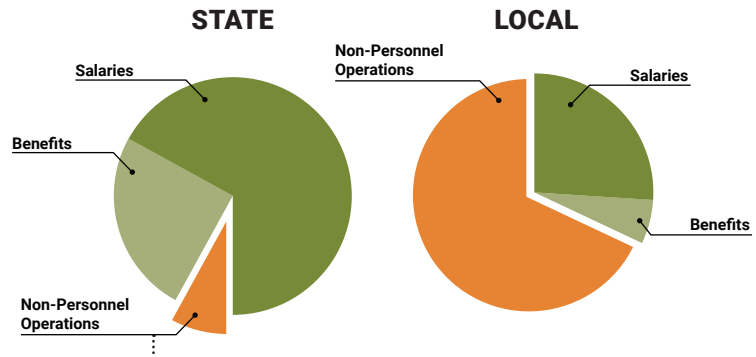 STATE
Salaries
Benefits
Non-Personnel
Operations
LOCAL
Non-Personnel
Operations
Salaries
Benefits